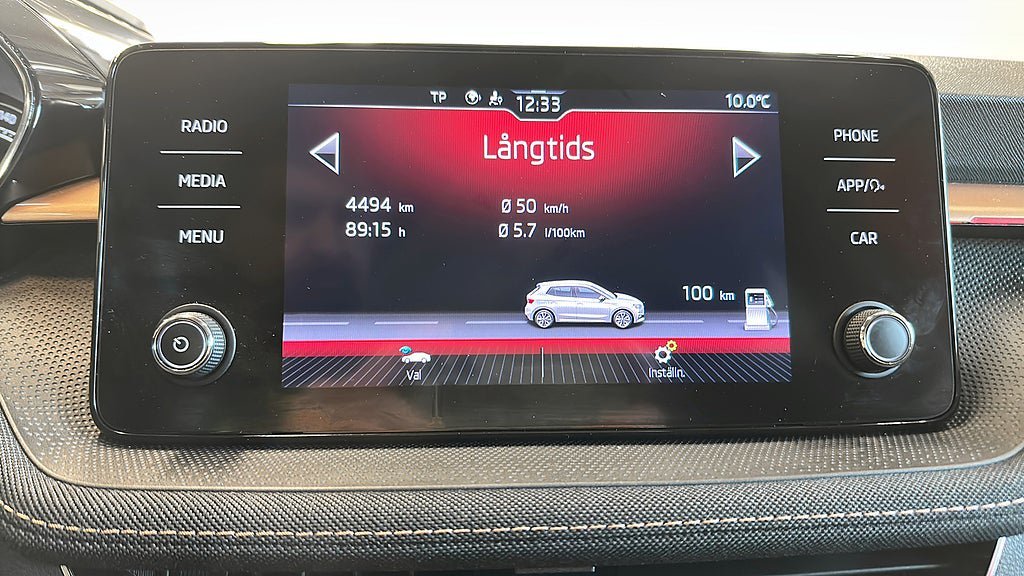 TP 12:33 10.0°C
Långtids
4494 km Ø 50 km/h
89:15 h Ø 5.7 l/100km
100 km
Val Inställn.
RADIO
MEDIA
MENU
PHONE
APP/
CAR